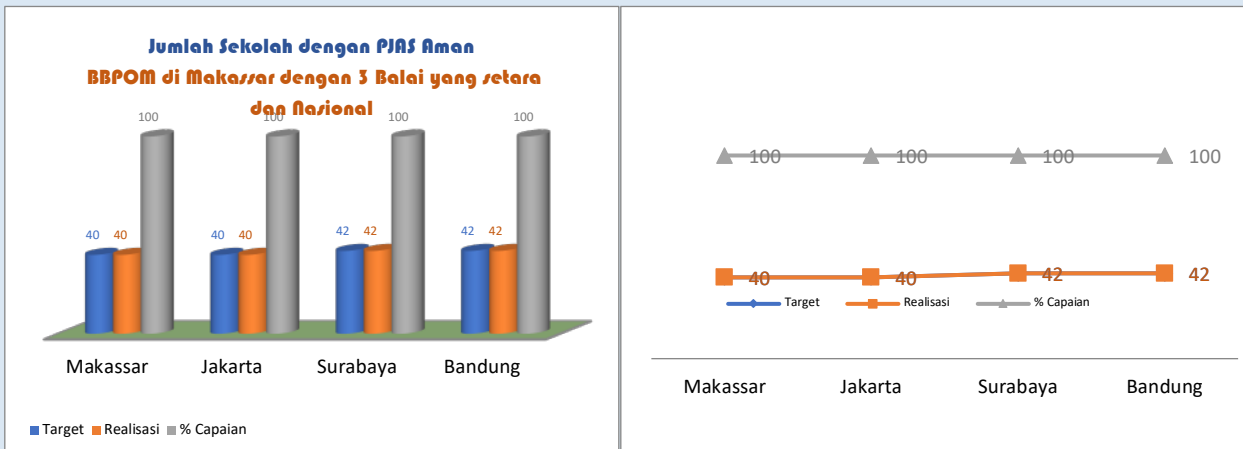 Jumlah Sekolah dengan PJAS Aman
BBPOM di Makassar dengan 3 Balai yang setara
dan Nasional
100 100 100 100
40 40 40 40 42 42 42 42
Makassar Jakarta Surabaya Bandung
Target Realisasi % Capaian
100 100 100 100
40 40 42 42
Target Realisasi % Capaian
Makassar Jakarta Surabaya Bandung